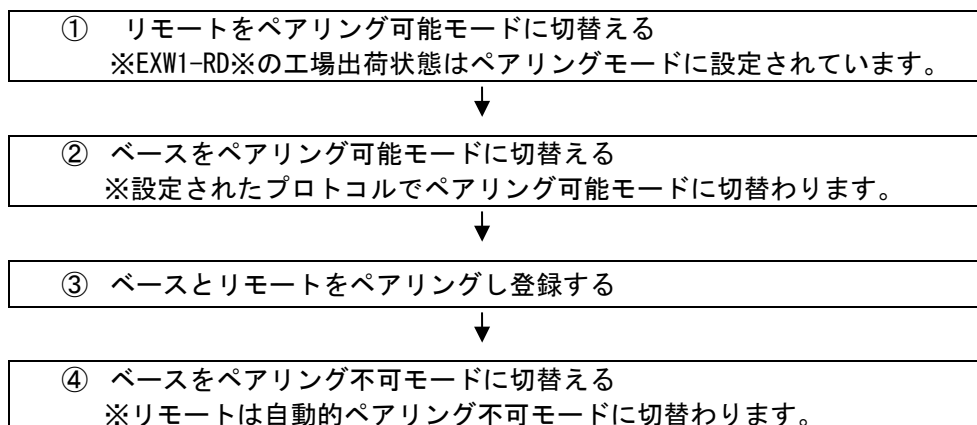 ① リモートをペアリング可能モードに切替える
※EXW1-RD※の工場出荷状態はペアリングモードに設定されています。
② ベースをペアリング可能モードに切替える
※設定されたプロトコルでペアリング可能モードに切替わります。
③ ベースとリモートをペアリングし登録する
④ ベースをペアリング不可モードに切替える
※リモートは自動的ペアリング不可モードに切替わります。